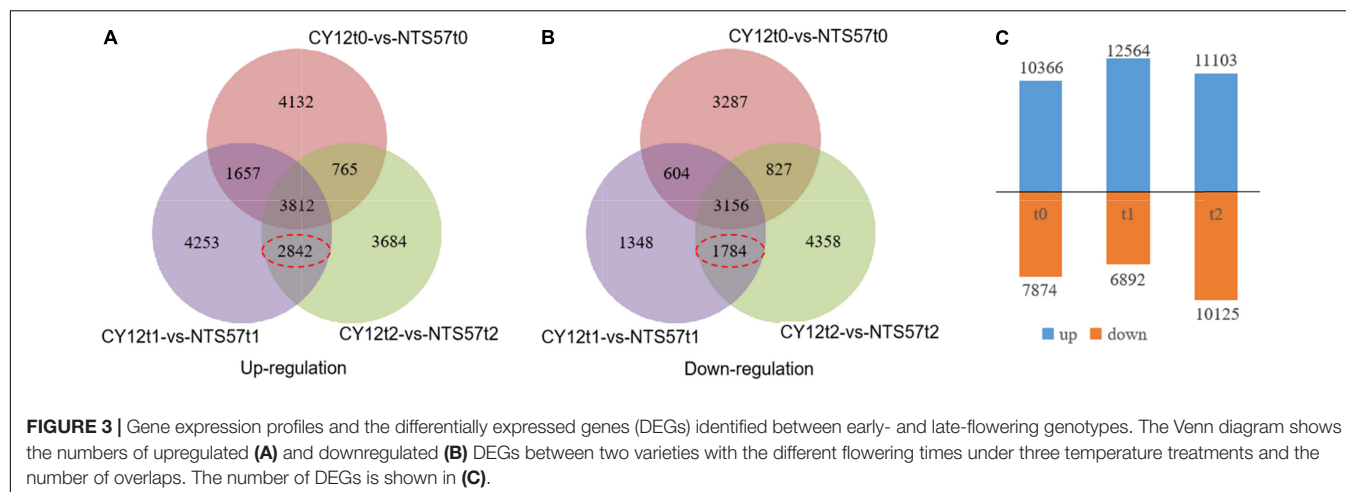 A
CY12t0-vs-NTS57t0
4132
1657
765
3812
4253
2842
3684
CY12t1-vs-NTS57t1
CY12t2-vs-NTS57t2
Up-regulation
B
CY12t0-vs-NTS57t0
3287
604
827
3156
1348
1784
4358
CY12t1-vs-NTS57t1
CY12t2-vs-NTS57t2
Down-regulation
C
10366
12564
11103
t0
t1
t2
7874
6892
10125
up
down
FIGURE 3 | Gene expression profiles and the differentially expressed genes (DEGs) identified between early- and late-flowering genotypes. The Venn diagram shows
the numbers of upregulated (A) and downregulated (B) DEGs between two varieties with the different flowering times under three temperature treatments and the
number of overlaps. The number of DEGs is shown in (C).